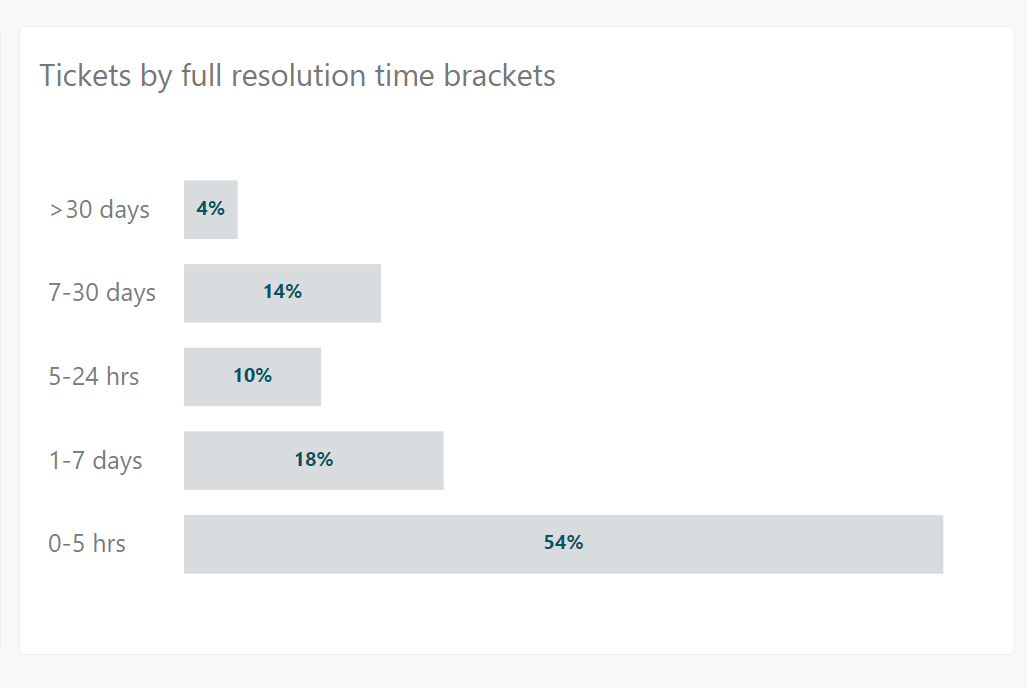 Tickets by full resolution time brackets
>30 days 4%
7-30 days 14%
5-24 hrs 10%
1-7 days 18%
0-5 hrs 54%